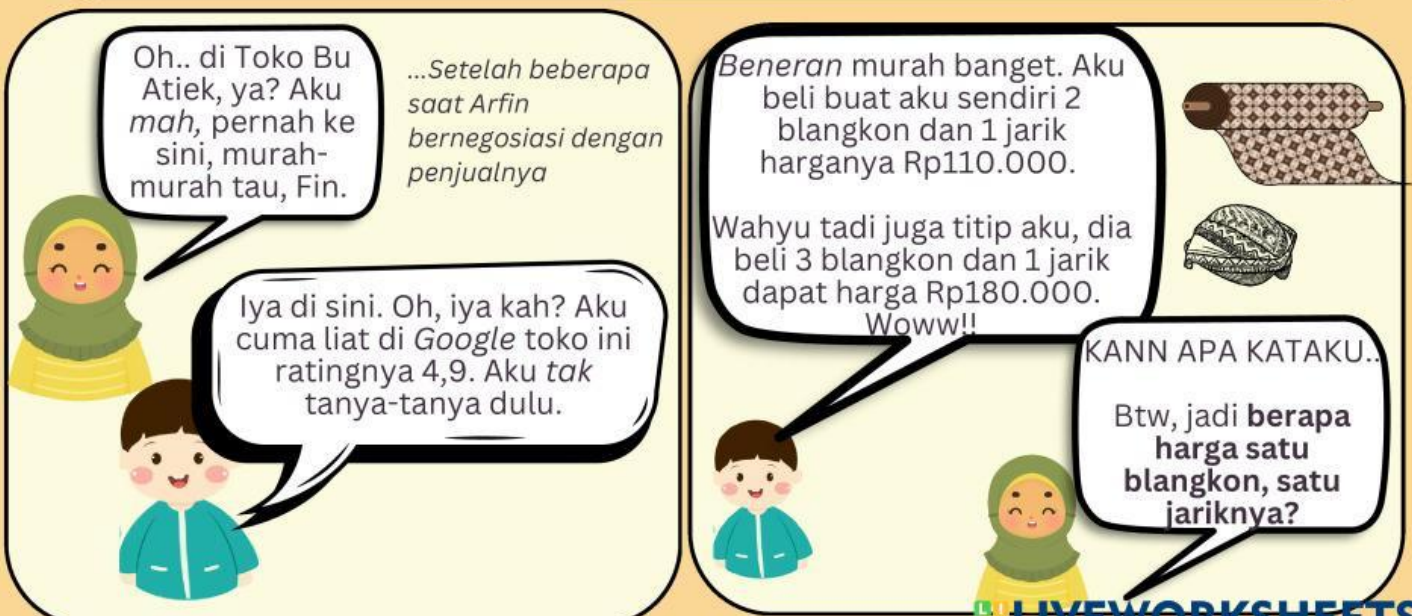 Oh.. di Toko Bu
Atiek, ya? Aku
mah, pernah ke
sini, murah-
murah tau, Fin.
...Setelah beberapa
saat Arfin
bernegosiasi dengan
penjualnya
Iya di sini. Oh, iya kah? Aku
cuma liat di Google toko ini
ratingnya 4,9. Aku tak
tanya-tanya dulu.
Beneran murah banget. Aku
beli buat aku sendiri 2
blangkon dan 1 jarik
harganya Rp110.000.
Wahyu tadi juga titip aku, dia
beli 3 blangkon dan 1 jarik
dapat harga Rp180.000.
Woww!!
KANN APA KATAKU..
Btw, jadi berapa
harga satu
blangkon, satu
jariknya?
LIVEWORKSHEETS